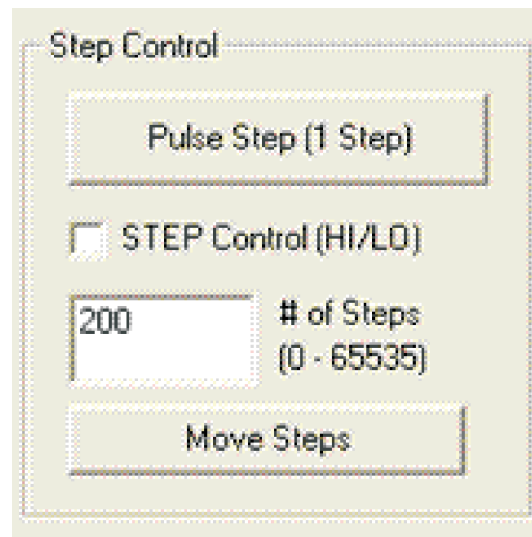 Step Control
Pulse Step (1 Step)
STEP Control (HI/LO)
200
# of Steps
(0 - 65535)
Move Steps